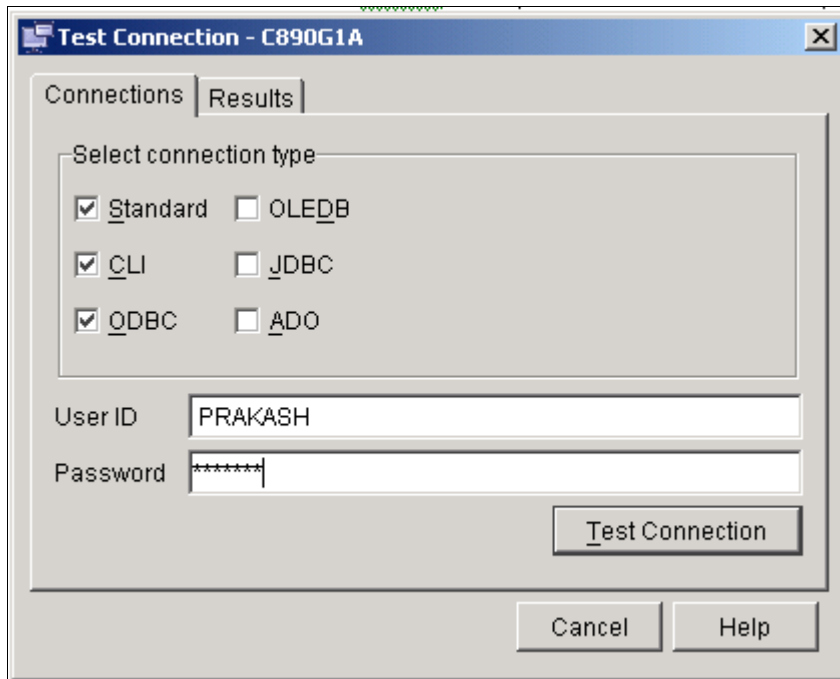 Test Connection - C890G1A
Connections Results
Select connection type
Standard OLEDB
CLI JDBC
ODBC ADO
User ID PRAKASH
Password *******
Test Connection
Cancel Help